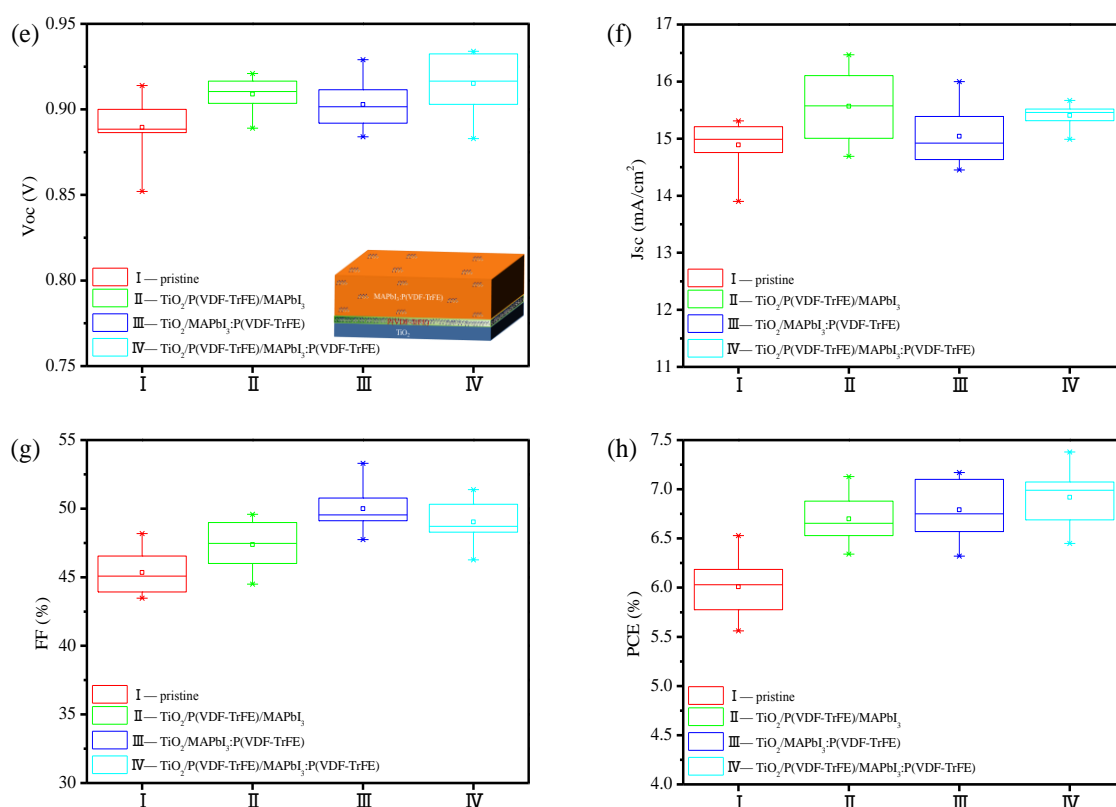 (e)
0.95
0.90
0.85
0.80
0.75
Voc (V)
I — pristine
II — TiO2/P(VDF-TrFE)/MAPbI3
III— TiO2/MAPbI3:P(VDF-TrFE)
IV— TiO2/P(VDF-TrFE)/MAPbI3:P(VDF-TrFE)
MAPbI3:P(VDF-TrFE)
TiO2
I II III IV
(f)
17
16
15
14
13
12
11
Jsc (mA/cm2)
I — pristine
II — TiO2/P(VDF-TrFE)/MAPbI3
III— TiO2/MAPbI3:P(VDF-TrFE)
IV— TiO2/P(VDF-TrFE)/MAPbI3:P(VDF-TrFE)
I II III IV
(g)
55
50
45
40
35
30
FF (%)
I — pristine
II — TiO2/P(VDF-TrFE)/MAPbI3
III— TiO2/MAPbI3:P(VDF-TrFE)
IV— TiO2/P(VDF-TrFE)/MAPbI3:P(VDF-TrFE)
I II III IV
(h)
7.5
7.0
6.5
6.0
5.5
5.0
4.5
4.0
PCE (%)
I — pristine
II — TiO2/P(VDF-TrFE)/MAPbI3
III— TiO2/MAPbI3:P(VDF-TrFE)
IV— TiO2/P(VDF-TrFE)/MAPbI3:P(VDF-TrFE)
I II III IV